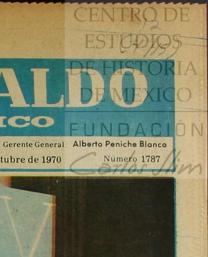 CENTRO DE
ESTUDIOS
DE HISTORIA
DE MEXICO
FUNDACIÓN
Carlos Slim
ALDO
ICO
Gerente General Alberto Peniche Blanco
tubre de 1970 Numero 1787